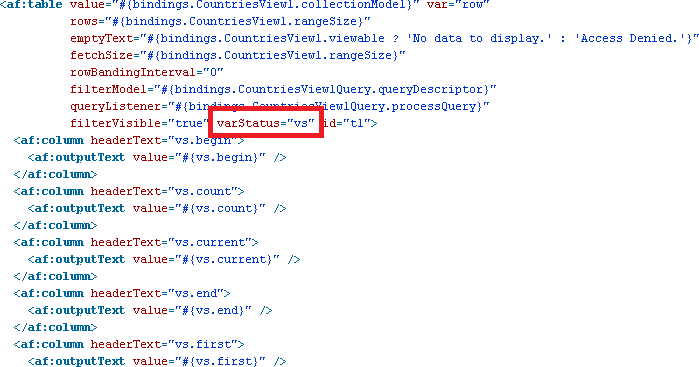 <af:table value="#{bindings.CountriesView1.collectionModel}" var="row"
rows="#{bindings.CountriesView1.rangeSize}"
emptyText="#{bindings.CountriesView1.viewable ? 'No data to display.' : 'Access Denied.'}"
fetchSize="#{bindings.CountriesView1.rangeSize}"
rowBandingInterval="0"
filterModel="#{bindings.CountriesView1Query.queryDescriptor}"
queryListener="#{bindings.CountriesView1Query.processQuery}"
filterVisible="true" varStatus="vs" id="t1">
<af:column headerText="vs.begin">
<af:outputText value="#{vs.begin}" />
</af:column>
<af:column headerText="vs.count">
<af:outputText value="#{vs.count}" />
</af:column>
<af:column headerText="vs.current">
<af:outputText value="#{vs.current}" />
</af:column>
<af:column headerText="vs.end">
<af:outputText value="#{vs.end}" />
</af:column>
<af:column headerText="vs.first">
<af:outputText value="#{vs.first}" />